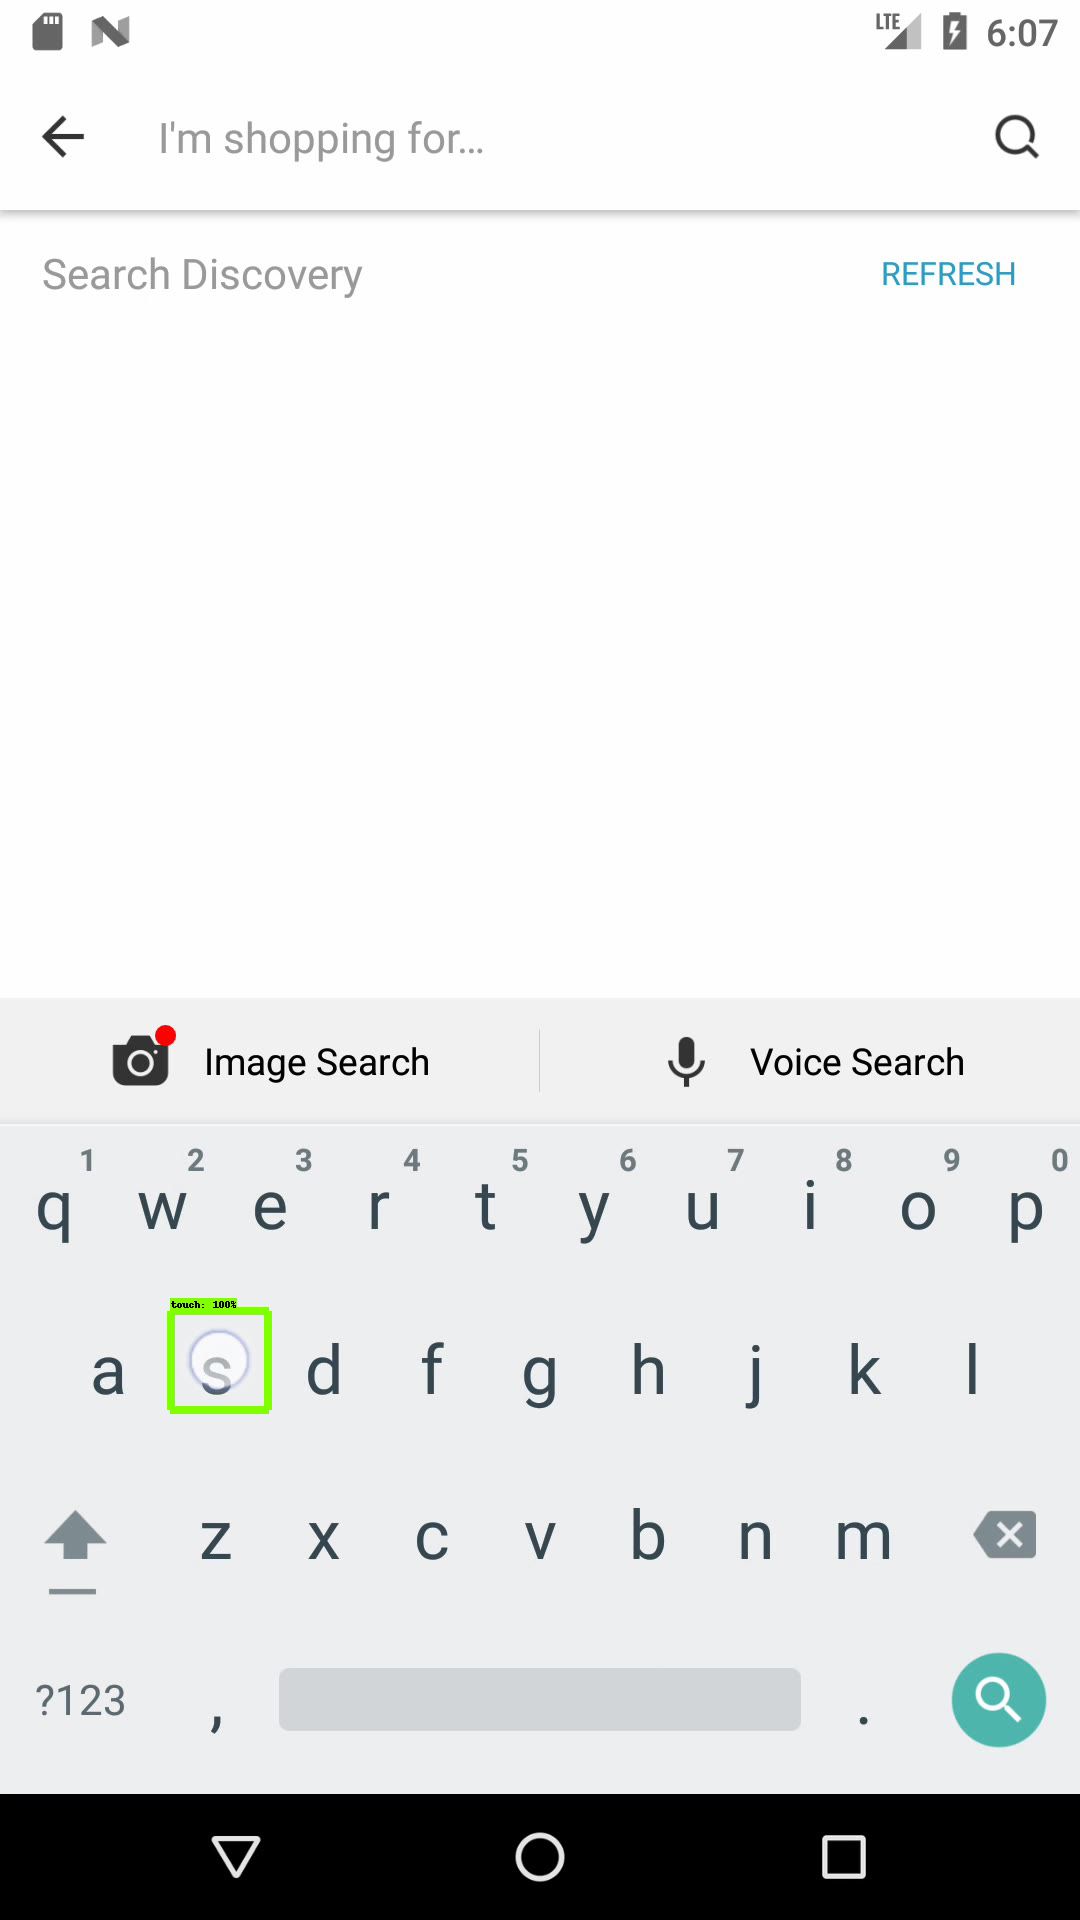 LTE 6:07
I'm shopping for...
Search Discovery REFRESH
Image Search Voice Search
1 2 3 4 5 6 7 8 9 0
q w e r t y u i o p
touch: 100%
a s d f g h j k l
z x c v b n m
?123 , .